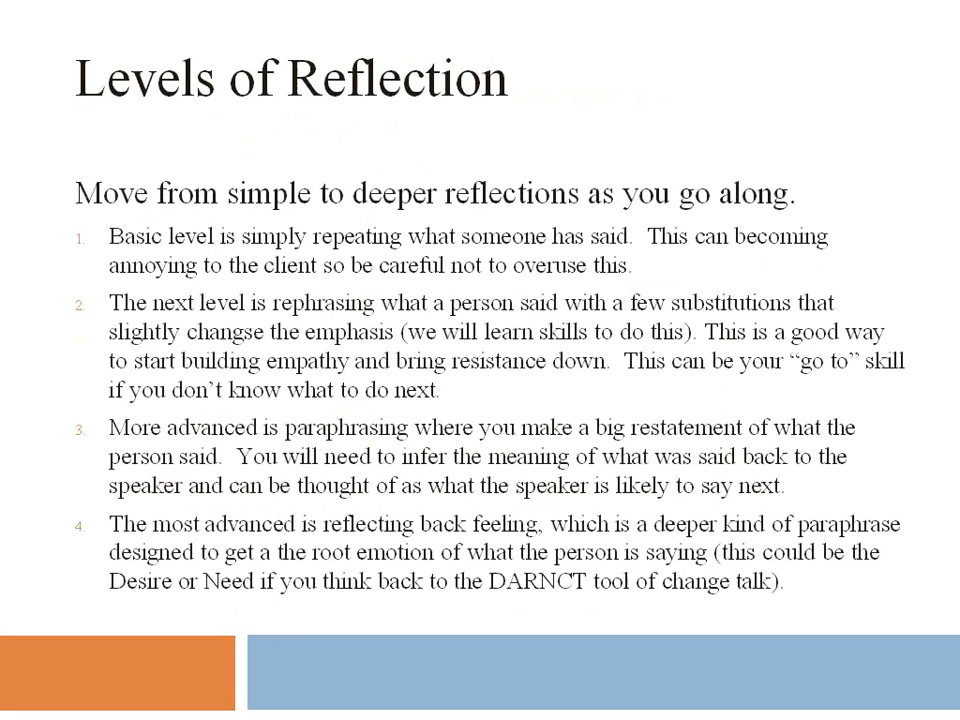 Levels of Reflection
Move from simple to deeper reflections as you go along.
1. Basic level is simply repeating what someone has said.  This can becoming
annoying to the client so be careful not to overuse this.
2. The next level is rephrasing what a person said with a few substitutions that
slightly changse the emphasis (we will learn skills to do this). This is a good way
to start building empathy and bring resistance down.  This can be your “go to” skill
if you don’t know what to do next.
3. More advanced is paraphrasing where you make a big restatement of what the
person said.  You will need to infer the meaning of what was said back to the
speaker and can be thought of as what the speaker is likely to say next.
4. The most advanced is reflecting back feeling, which is a deeper kind of paraphrase
designed to get a the root emotion of what the person is saying (this could be the
Desire or Need if you think back to the DARNCT tool of change talk).